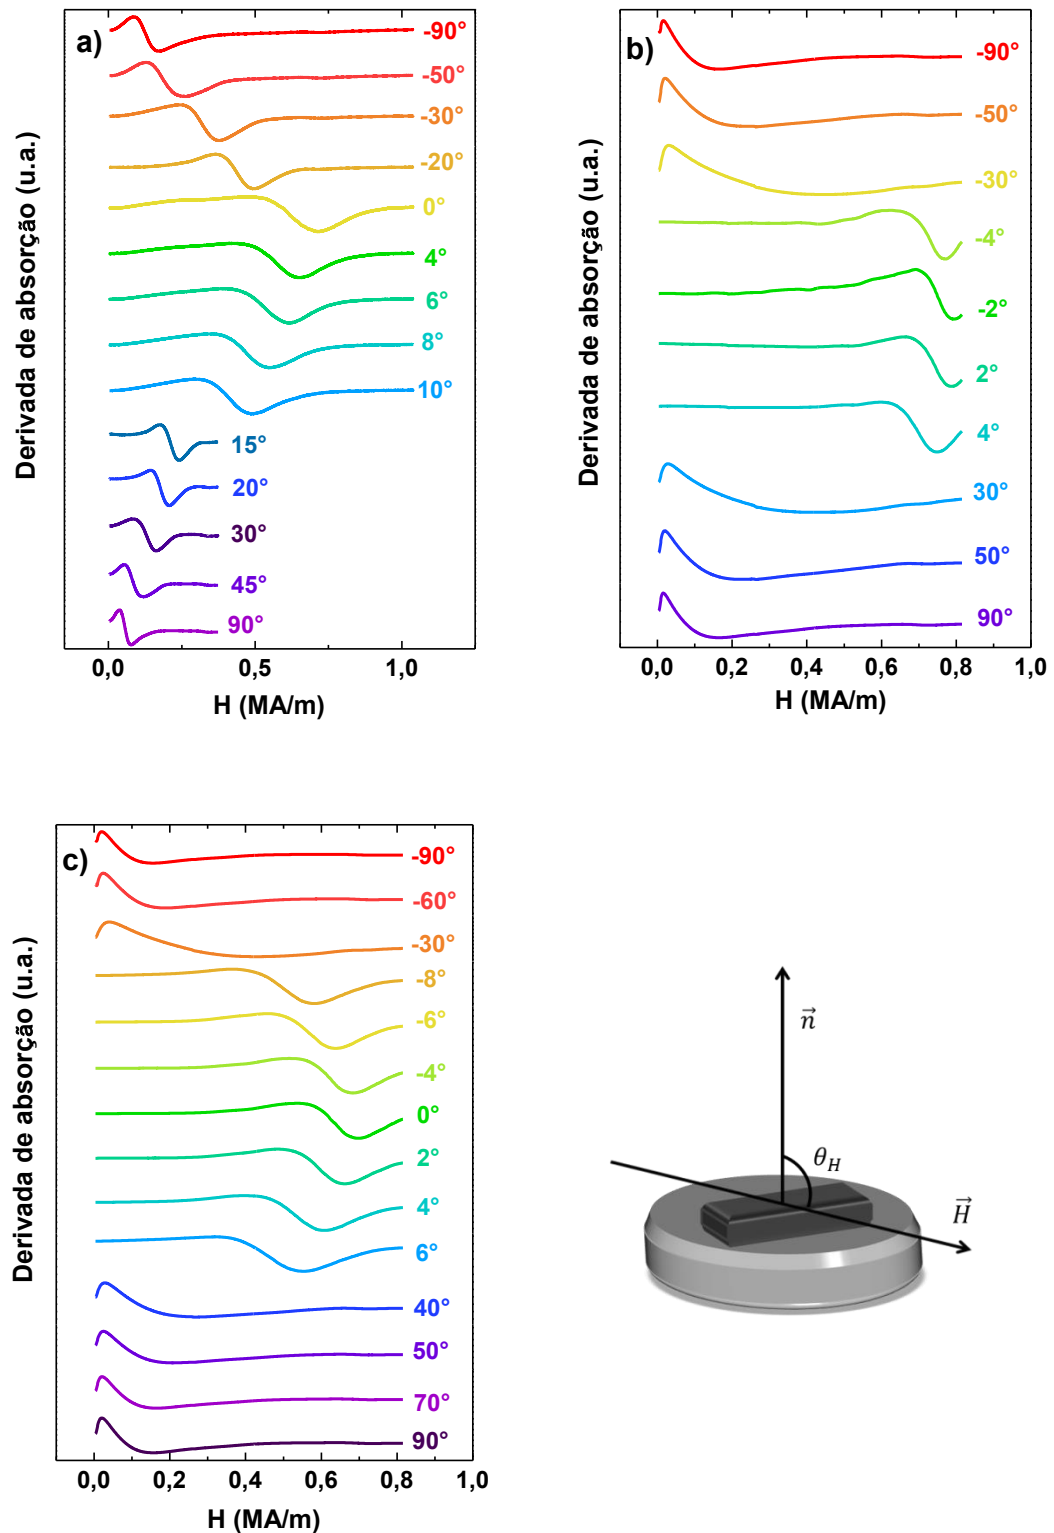 a)
-90°
-50°
-30°
-20°
0°
4°
6°
8°
10°
15°
20°
30°
45°
90°
Derivada de absorção (u.a.)
0,0 0,5 1,0
H (MA/m)
b)
-90°
-50°
-30°
-4°
-2°
2°
4°
30°
50°
90°
Derivada de absorção (u.a.)
0,0 0,2 0,4 0,6 0,8 1,0
H (MA/m)
c)
-90°
-60°
-30°
-8°
-6°
-4°
0°
2°
4°
6°
40°
50°
70°
90°
Derivada de absorção (u.a.)
0,0 0,2 0,4 0,6 0,8 1,0
H (MA/m)
n⃗
θ_H
H⃗